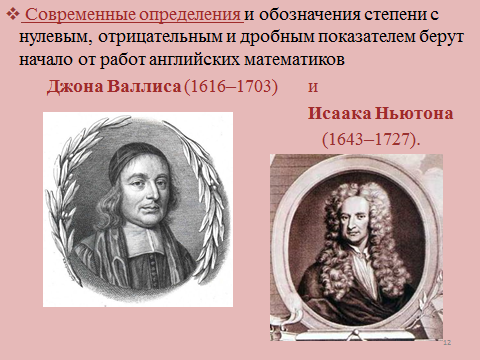 ❖ Современные определения и обозначения степени с
нулевым, отрицательным и дробным показателем берут
начало от работ английских математиков
Джона Валлиса (1616–1703) и
Исаака Ньютона
(1643–1727).
12